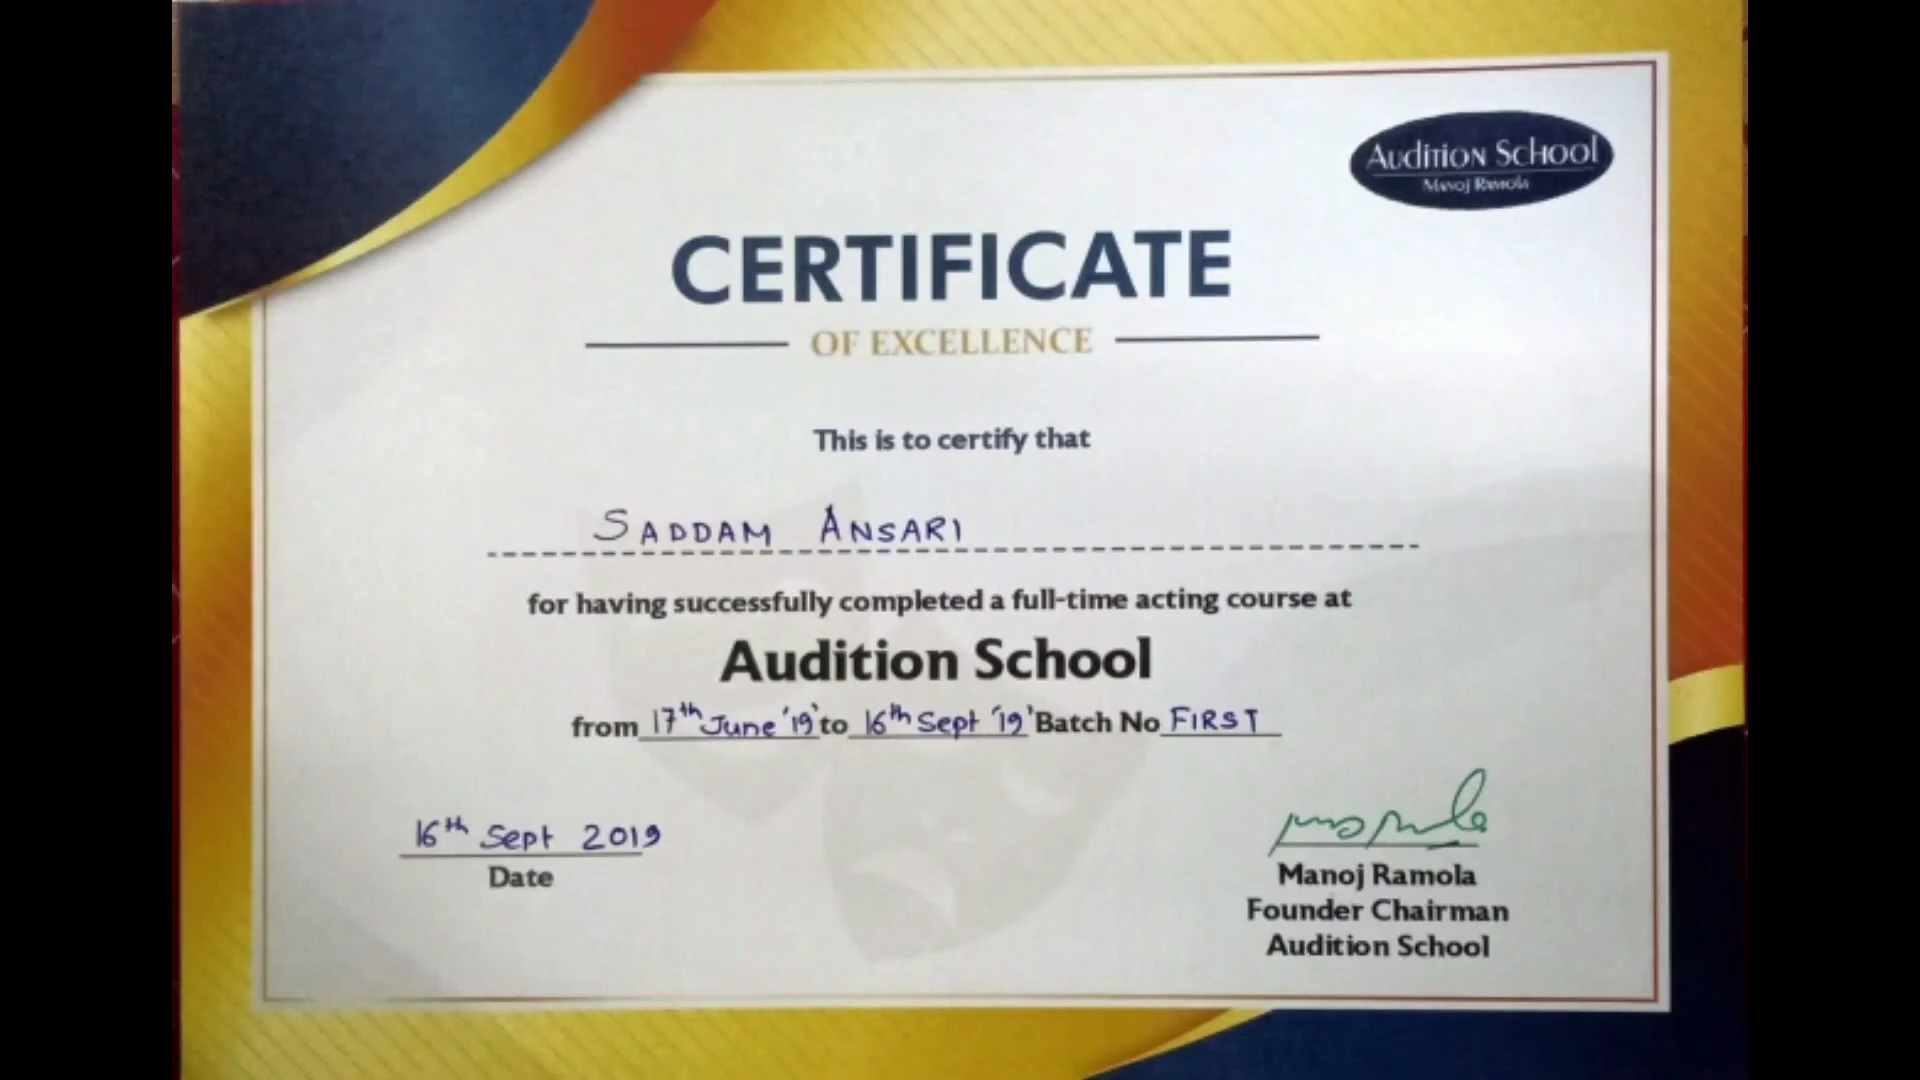 Audition School
Manoj Ramola
CERTIFICATE
OF EXCELLENCE
This is to certify that
SADDAM ANSARI
for having successfully completed a full-time acting course at
Audition School
from 17th June '19' to 16th Sept '19' Batch No FIRST
16th Sept 2019
Date
Manoj Ramola
Founder Chairman
Audition School